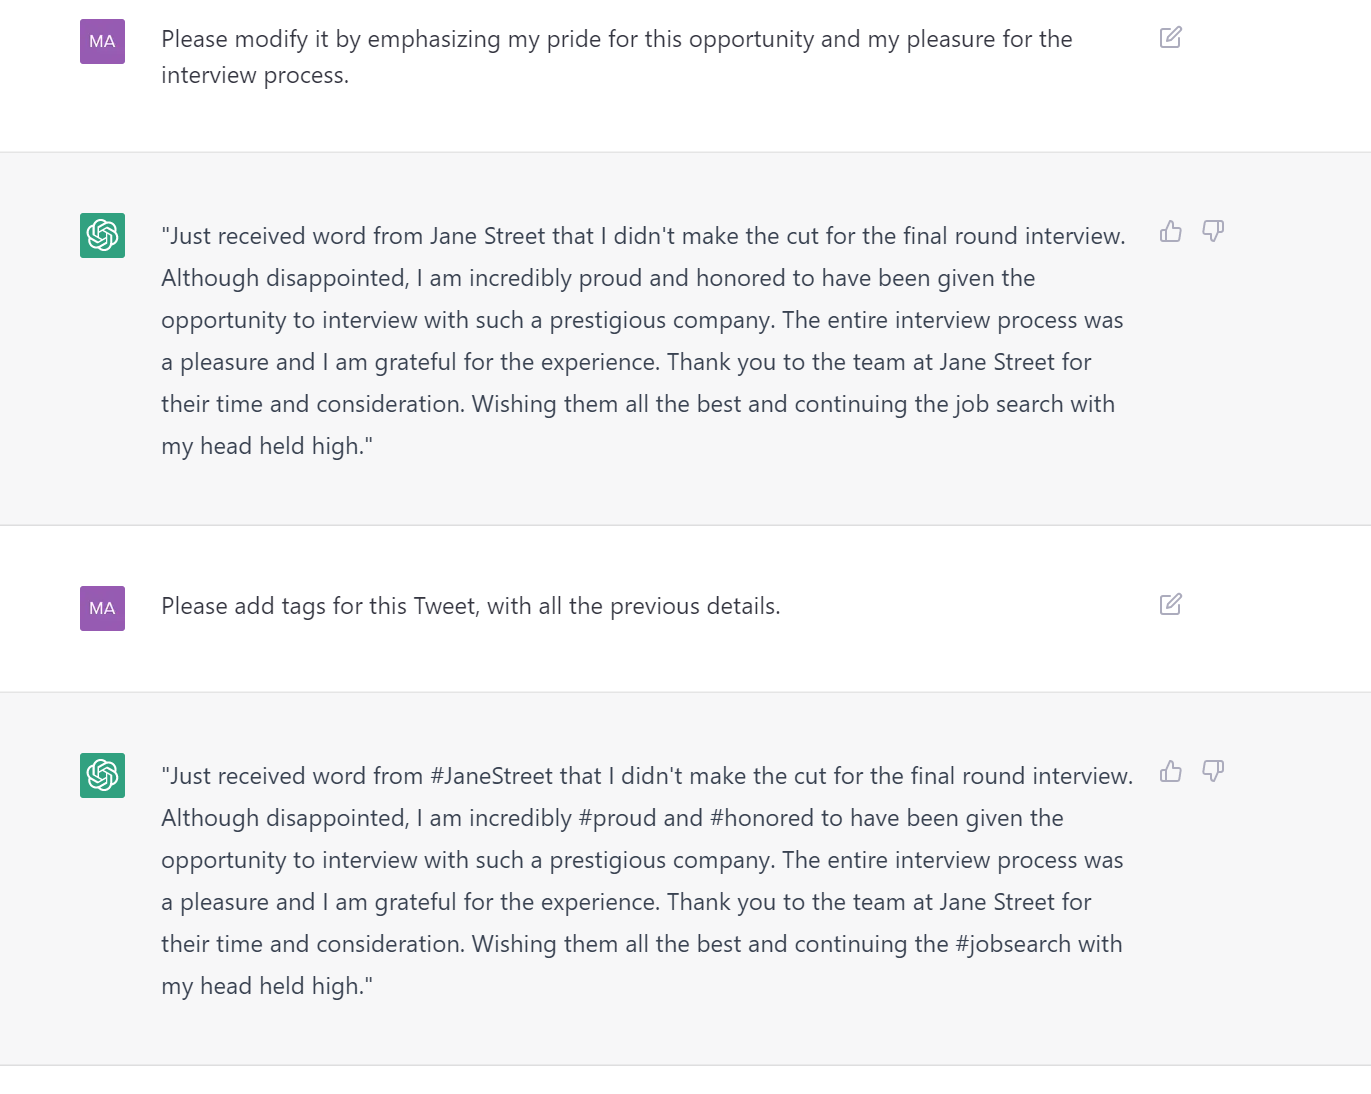 MA
Please modify it by emphasizing my pride for this opportunity and my pleasure for the
interview process.
"Just received word from Jane Street that I didn't make the cut for the final round interview.
Although disappointed, I am incredibly proud and honored to have been given the
opportunity to interview with such a prestigious company. The entire interview process was
a pleasure and I am grateful for the experience. Thank you to the team at Jane Street for
their time and consideration. Wishing them all the best and continuing the job search with
my head held high."
MA
Please add tags for this Tweet, with all the previous details.
"Just received word from #JaneStreet that I didn't make the cut for the final round interview.
Although disappointed, I am incredibly #proud and #honored to have been given the
opportunity to interview with such a prestigious company. The entire interview process was
a pleasure and I am grateful for the experience. Thank you to the team at Jane Street for
their time and consideration. Wishing them all the best and continuing the #jobsearch with
my head held high."